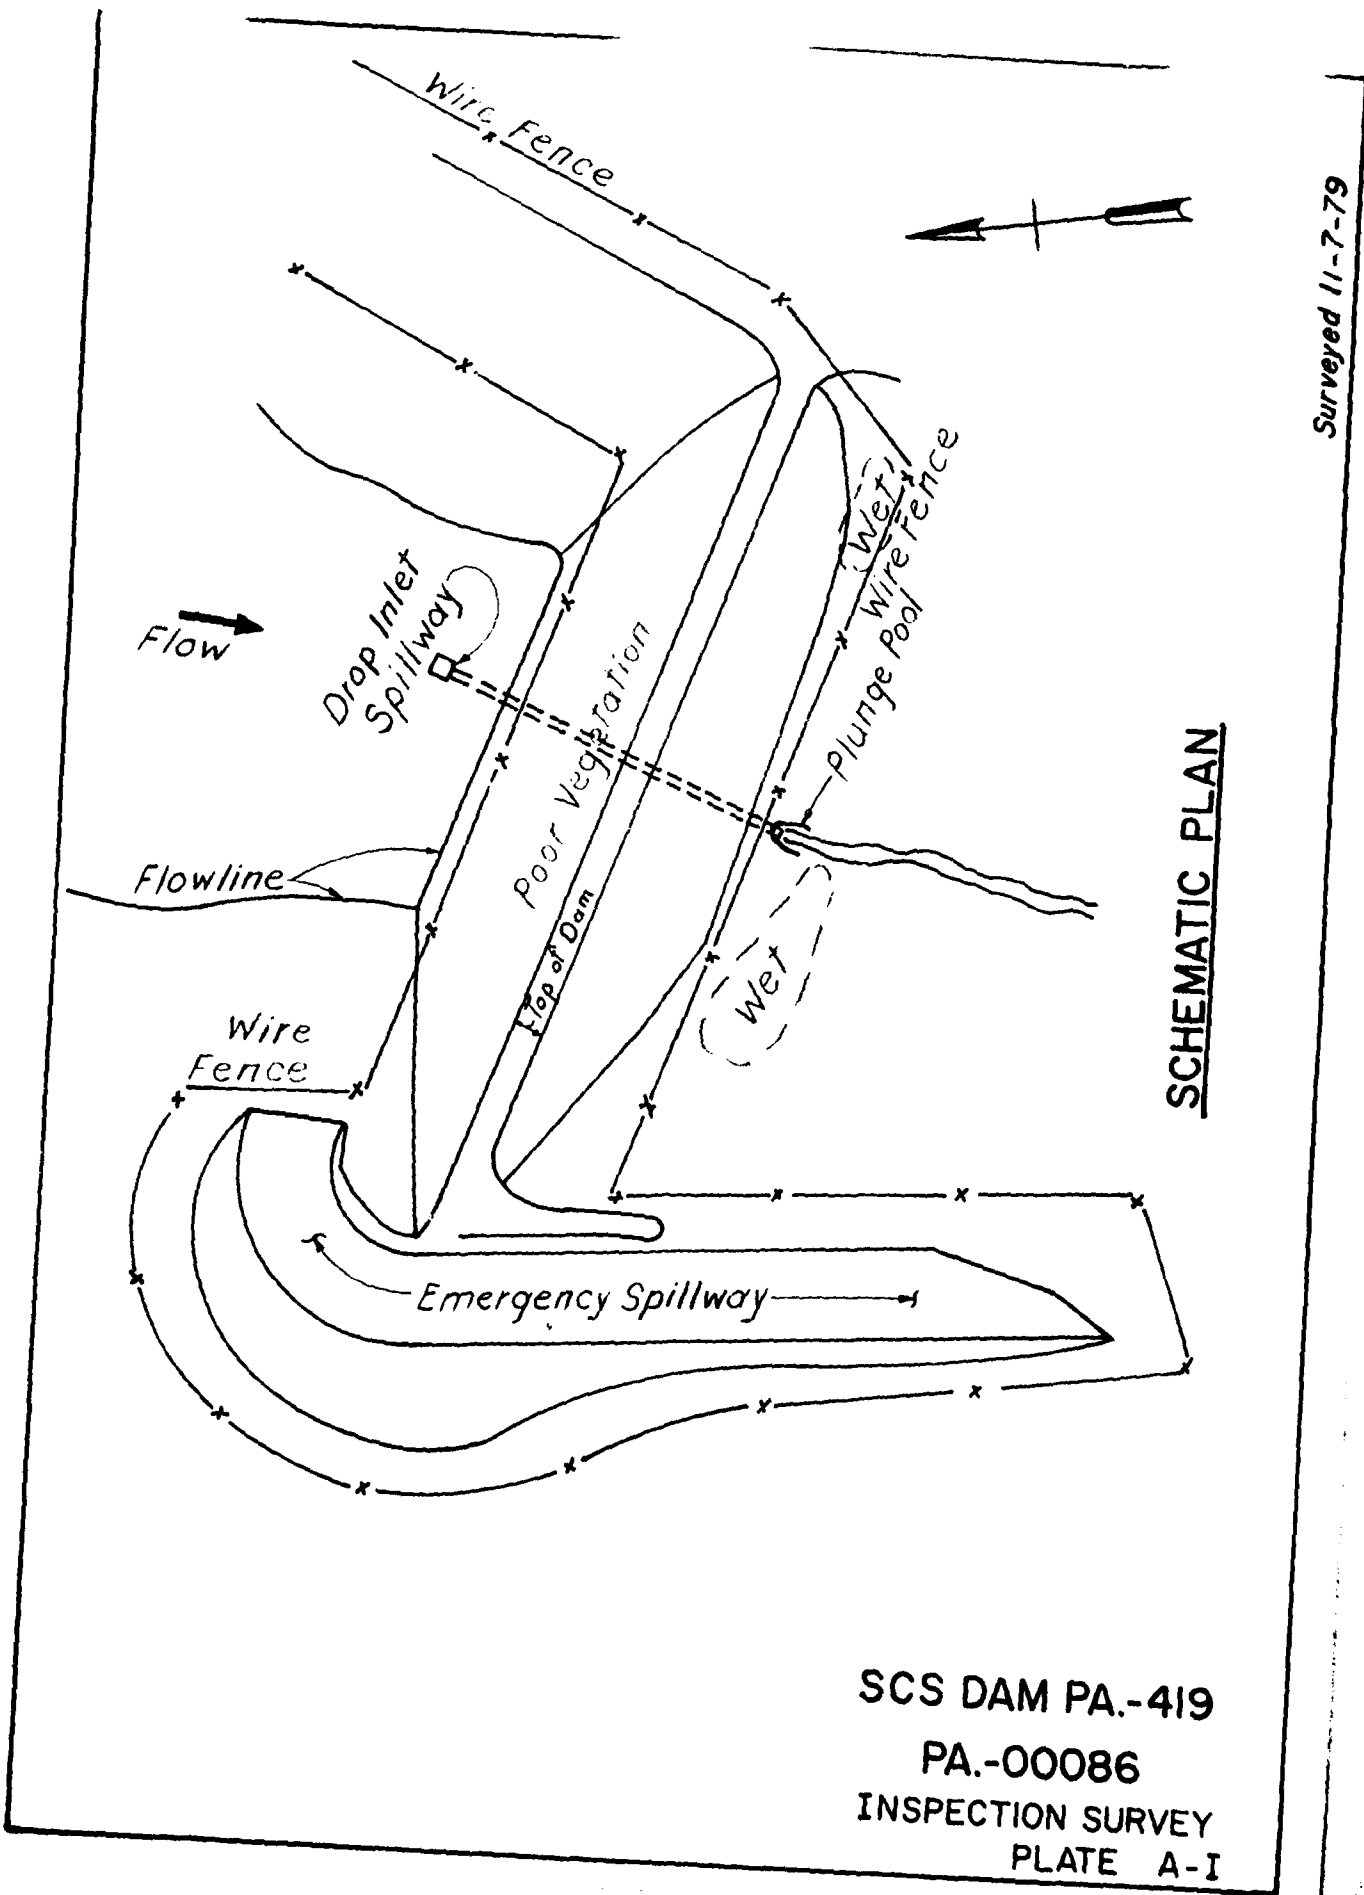 Wire Fence
Surveyed 11-7-79
Wet
Wire Fence
Drop Inlet
Spillway
Flow
Plunge Pool
Poor Vegetation
SCHEMATIC PLAN
Flowline
Top of Dam
Wet
Wire
Fence
Emergency Spillway
SCS DAM PA.-419
PA.-00086
INSPECTION SURVEY
PLATE A-I